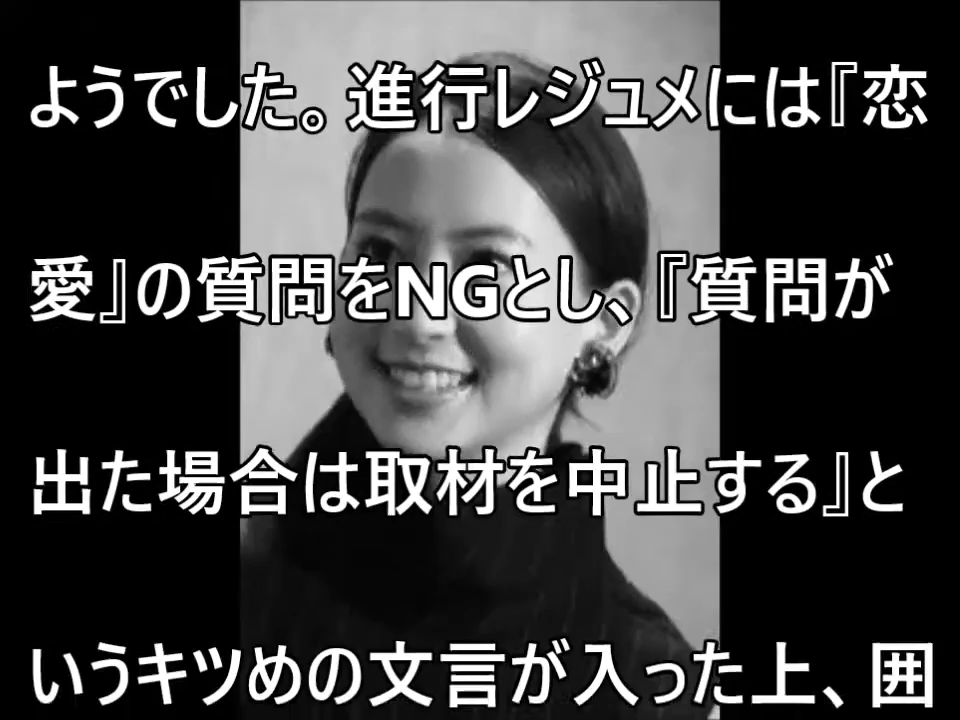 ようでした。進行レジュメには『恋
愛』の質問をNGとし、『質問が
出た場合は取材を中止する』と
いうキツめの文言が入った上、囲